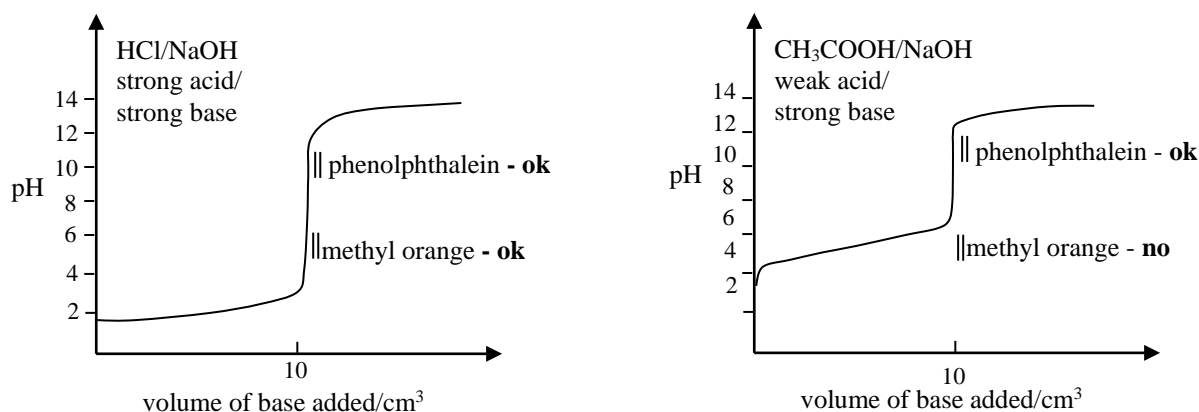 HCl/NaOH
strong acid/
strong base
14
12
10
8
6
4
2
pH
|| phenolphthalein - ok
||methyl orange - ok
10
volume of base added/cm³
CH₃COOH/NaOH
weak acid/
strong base
14
12
10
8
6
4
2
pH
|| phenolphthalein - ok
||methyl orange - no
10
volume of base added/cm³